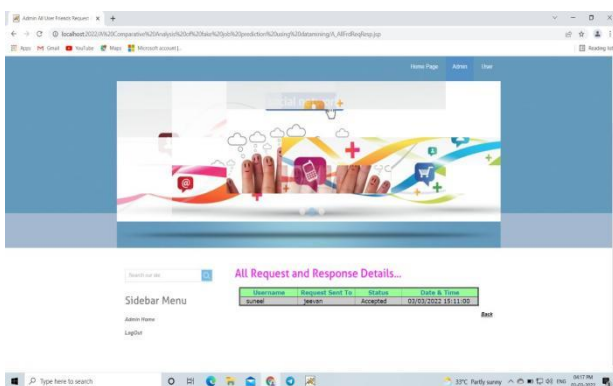 Admin All User Friends Request
localhost:2022/A%20Comparative%20Analysis%20of%20fake%20job%20prediction%20using%20datamining/A_AllFrdReqResp.jsp
Apps Gmail YouTube Maps Microsoft account |... Reading list
Home Page Admin User
Search our site
All Request and Response Details...
Username Request Sent To Status Date & Time
suneel jeevan Accepted 03/03/2022 15:11:00
Back
Sidebar Menu
Admin Home
LogOut
Type here to search
33°C Partly sunny ENG 04:17 PM